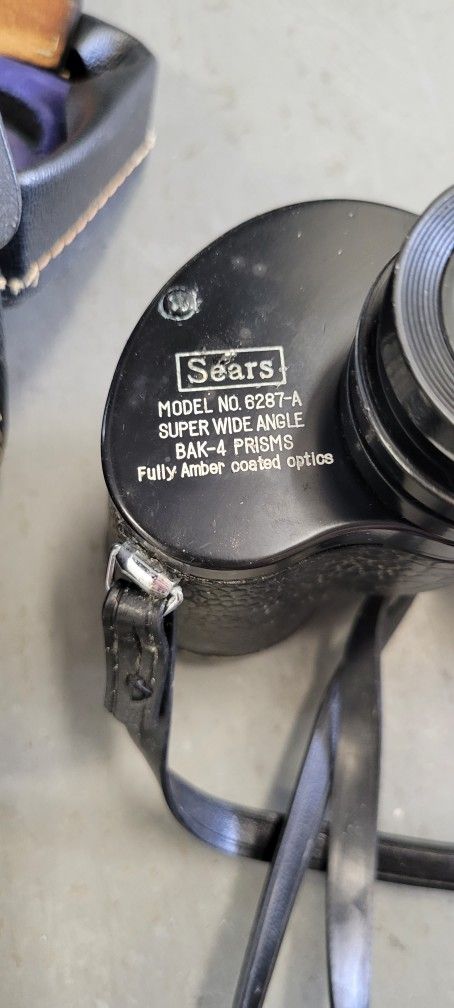 Sears
MODEL NO. 6287-A
SUPER WIDE ANGLE
BAK-4 PRISMS
Fully Amber coated optics